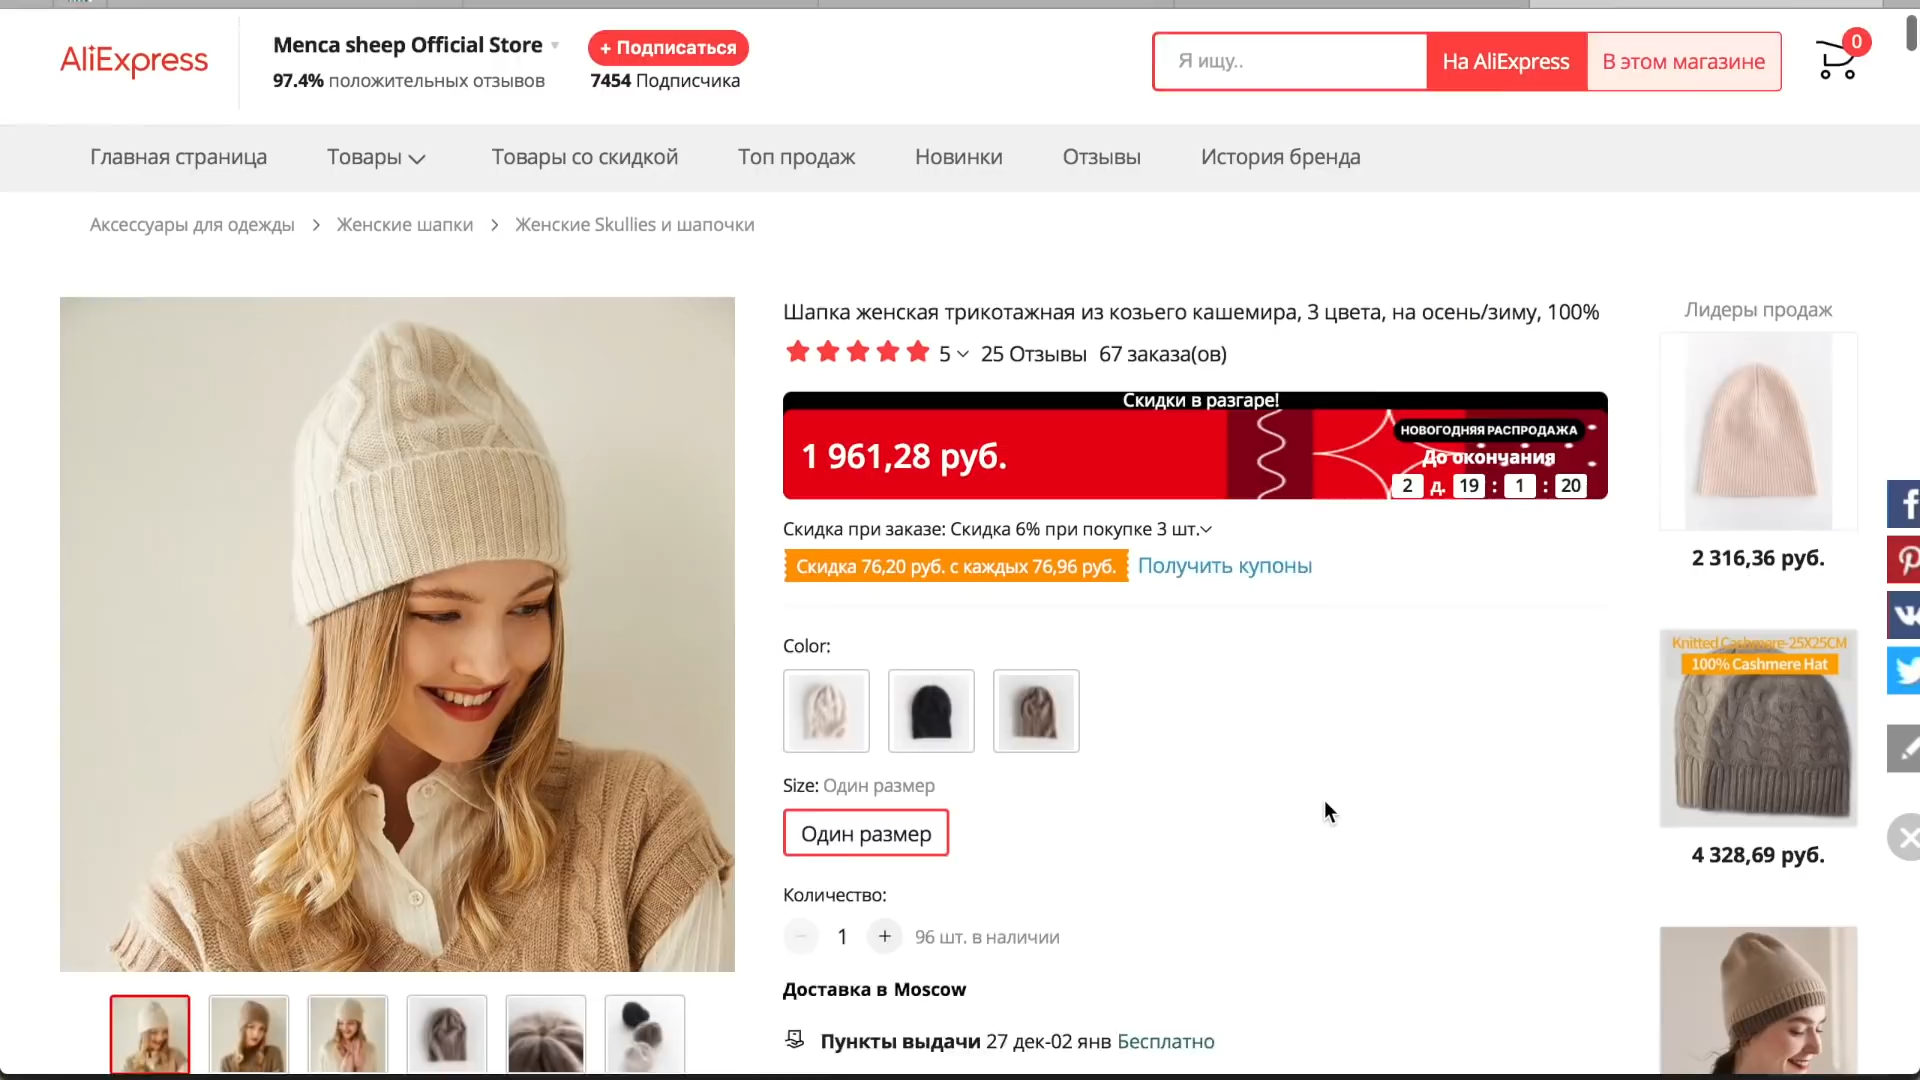 AliExpress
Menca sheep Official Store
97.4% положительных отзывов
+ Подписаться
7454 Подписчика
Я ищу..
На AliExpress
В этом магазине
0
Главная страница
Товары
Товары со скидкой
Топ продаж
Новинки
Отзывы
История бренда
Аксессуары для одежды > Женские шапки > Женские Skullies и шапочки
Шапка женская трикотажная из козьего кашемира, 3 цвета, на осень/зиму, 100%
5
25 Отзывы
67 заказа(ов)
Скидки в разгаре!
1 961,28 руб.
НОВОГОДНЯЯ РАСПРОДАЖА
До окончания
2 д. 19 : 1 : 20
Скидка при заказе: Скидка 6% при покупке 3 шт.
Скидка 76,20 руб. с каждых 76,96 руб.
Получить купоны
Color:
Size: Один размер
Один размер
Количество:
1
+
96 шт. в наличии
Доставка в Moscow
Пункты выдачи 27 дек-02 янв Бесплатно
Лидеры продаж
2 316,36 руб.
Knitted Cashmere-25X25CM
100% Cashmere Hat
4 328,69 руб.